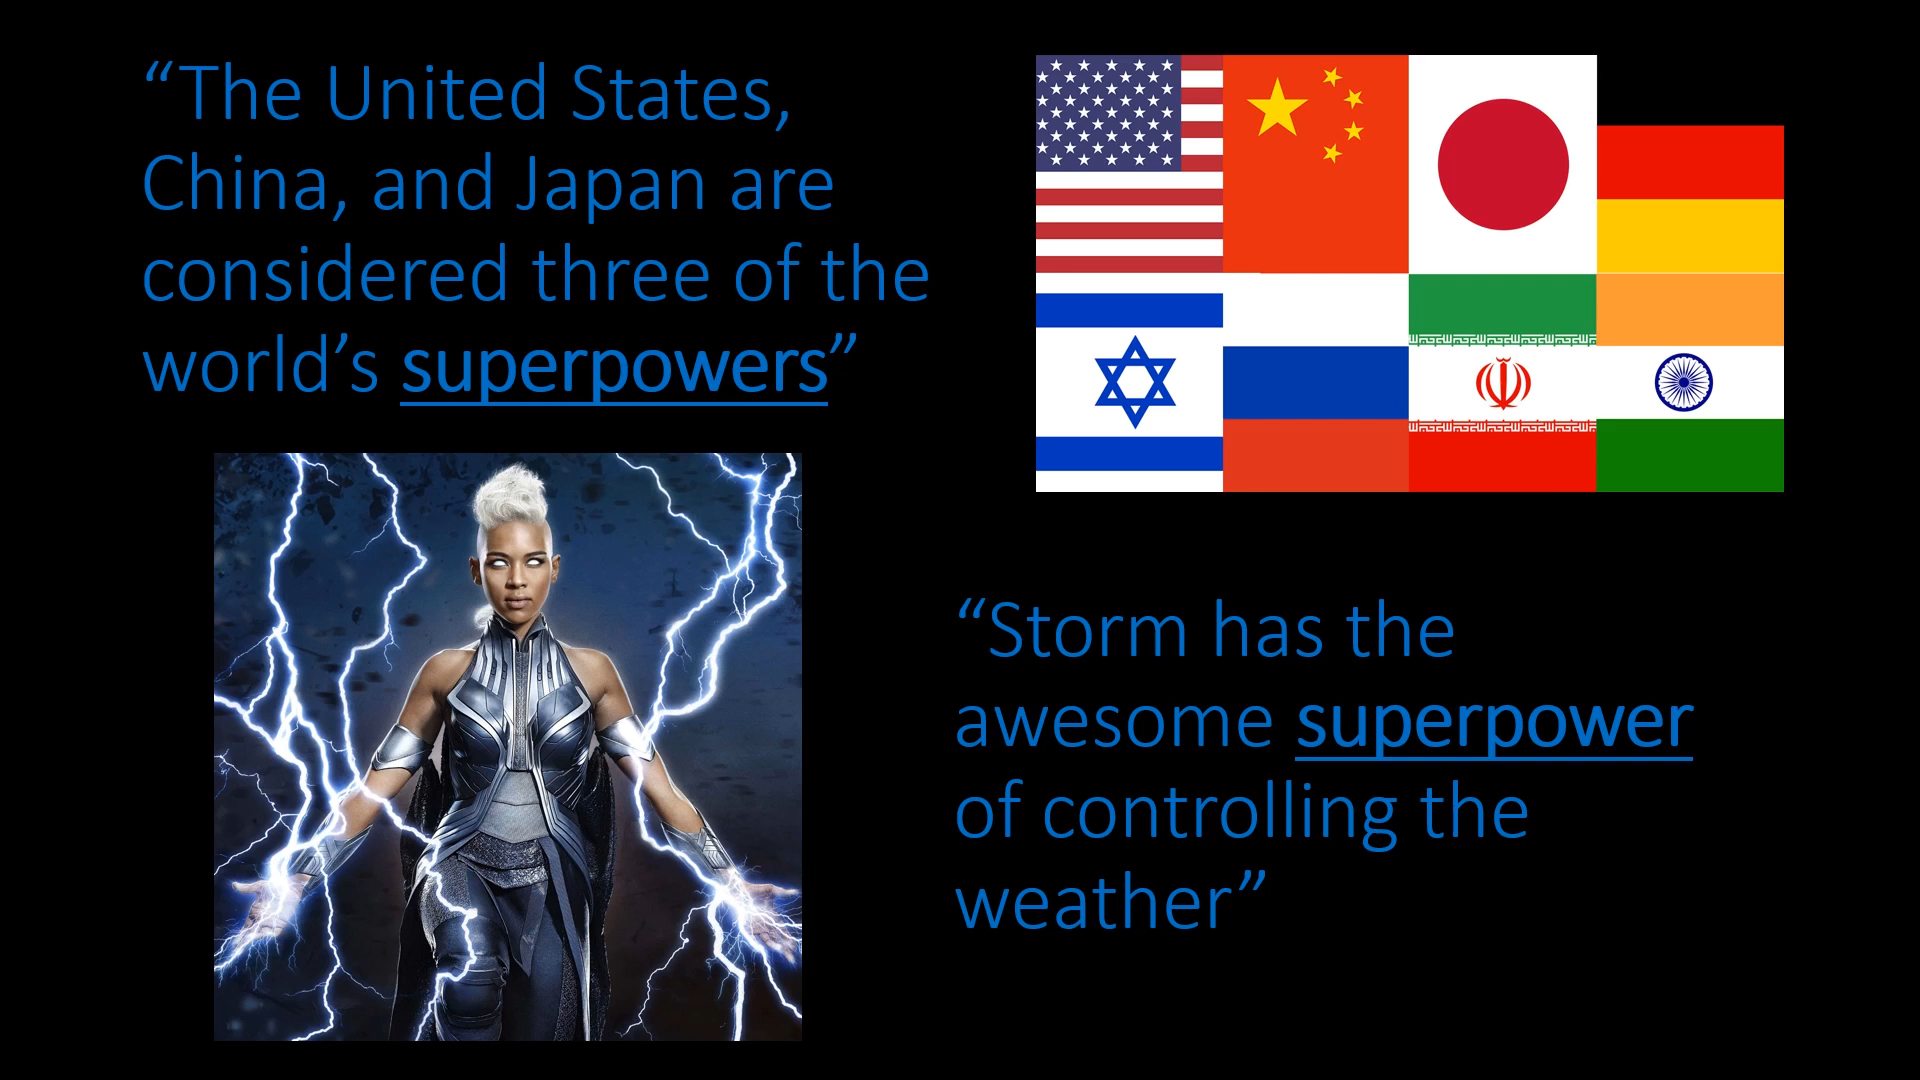 “The United States,
China, and Japan are
considered three of the
world’s superpowers”
“Storm has the
awesome superpower
of controlling the
weather”